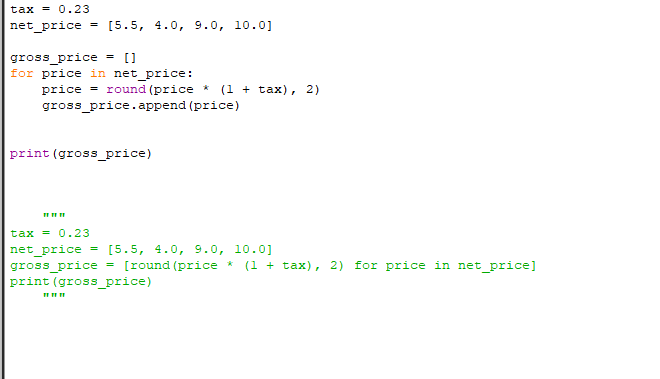 tax = 0.23
net_price = [5.5, 4.0, 9.0, 10.0]
gross_price = []
for price in net_price:
    price = round(price * (1 + tax), 2)
    gross_price.append(price)
print(gross_price)
    """
tax = 0.23
net_price = [5.5, 4.0, 9.0, 10.0]
gross_price = [round(price * (1 + tax), 2) for price in net_price]
print(gross_price)
    """